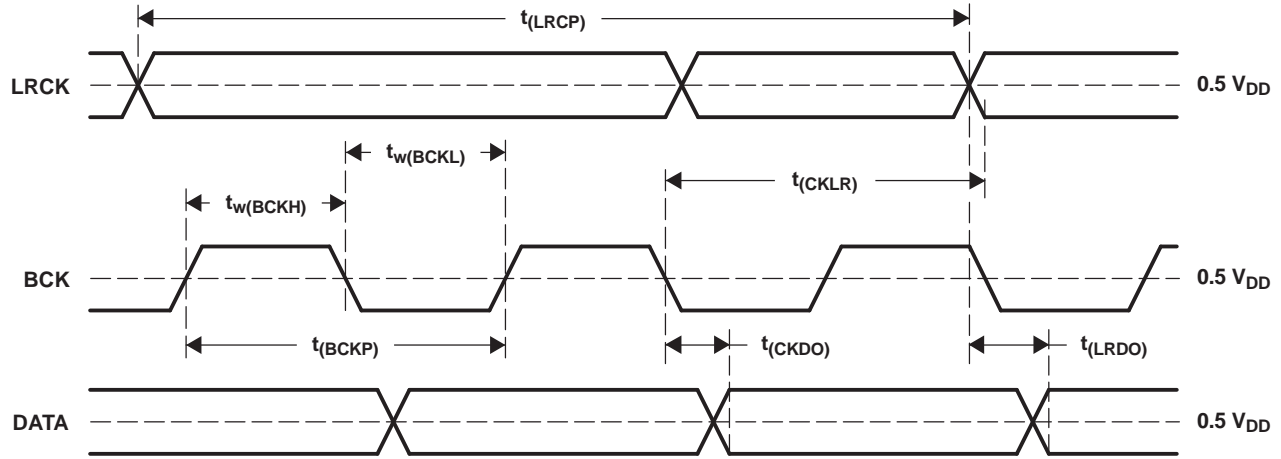 t(LRCP)
LRCK
0.5 VDD
tw(BCKL)
t(CKLR)
tw(BCKH)
BCK
0.5 VDD
t(BCKP)
t(CKDO)
t(LRDO)
DATA
0.5 VDD